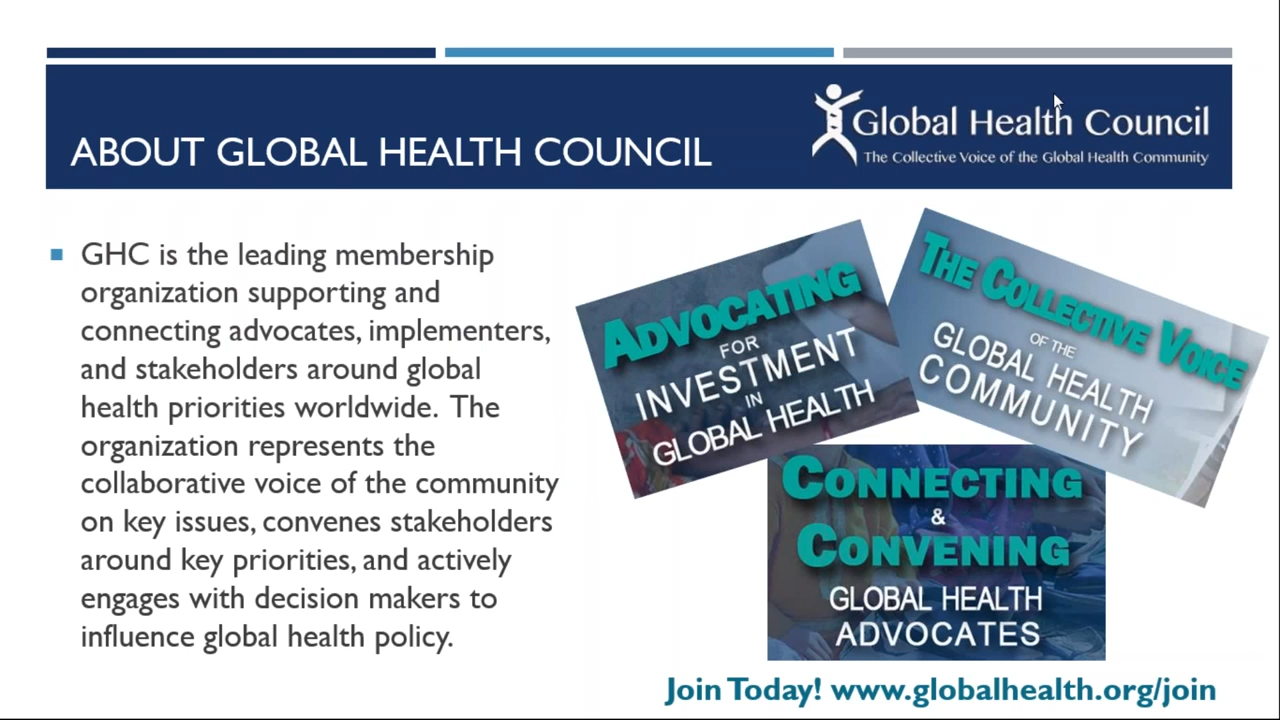 ABOUT GLOBAL HEALTH COUNCIL
Global Health Council
The Collective Voice of the Global Health Community
GHC is the leading membership
organization supporting and
connecting advocates, implementers,
and stakeholders around global
health priorities worldwide. The
organization represents the
collaborative voice of the community
on key issues, convenes stakeholders
around key priorities, and actively
engages with decision makers to
influence global health policy.
ADVOCATING
FOR
INVESTMENT
IN
GLOBAL HEALTH
THE COLLECTIVE VOICE
OF THE
GLOBAL HEALTH
COMMUNITY
CONNECTING
&
CONVENING
GLOBAL HEALTH
ADVOCATES
Join Today! www.globalhealth.org/join